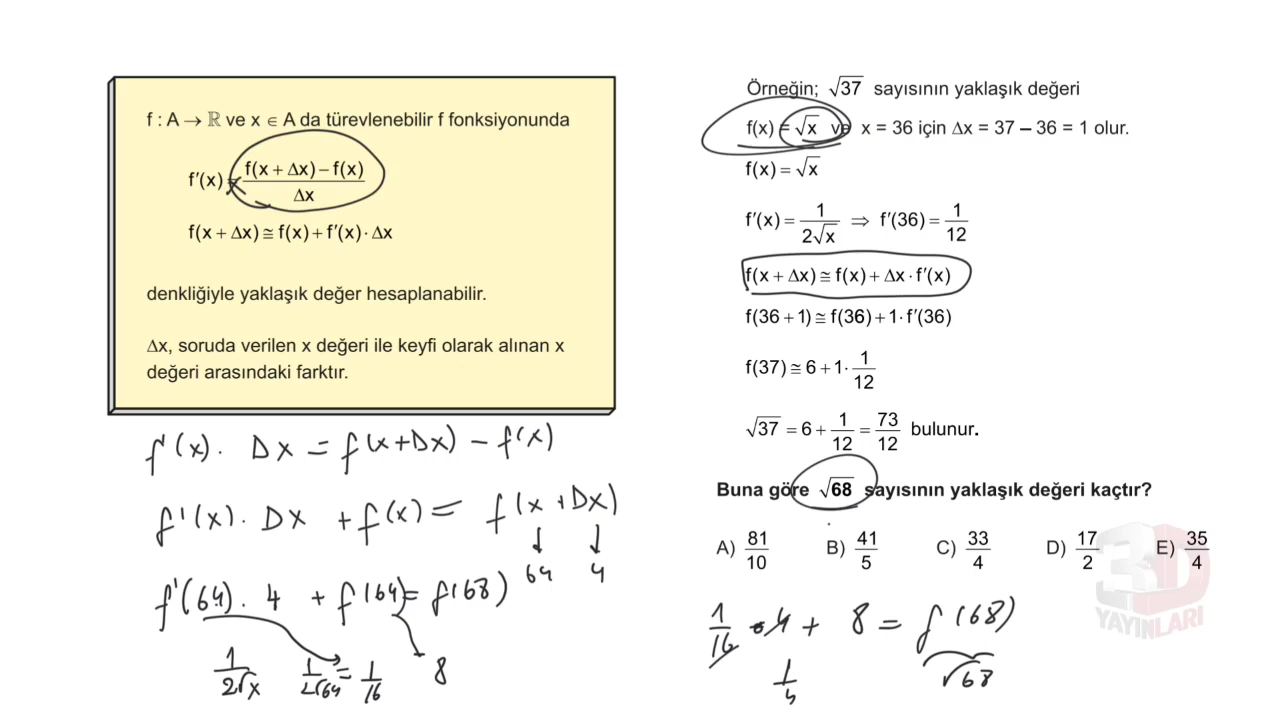 f : A → ℝ ve x ∈ A da türevlenebilir f fonksiyonunda
f′(x) = (f(x + Δx) – f(x)) / Δx
f(x + Δx) ≅ f(x) + f′(x) · Δx
denkliğiyle yaklaşık değer hesaplanabilir.
Δx, soruda verilen x değeri ile keyfi olarak alınan x
değeri arasındaki farktır.
f'(x) . Δx = f(x+Δx) – f'(x)
f'(x) . Δx + f(x) = f(x + Δx)
↓ ↓
64 4
f'(64) . 4 + f(64) = f(68)
1/(2√x) 1/(2√64) = 1/16 8
Örneğin; √37 sayısının yaklaşık değeri
f(x) = √x ve x = 36 için Δx = 37 – 36 = 1 olur.
f(x) = √x
f′(x) = 1/(2√x) ⇒ f′(36) = 1/12
f(x + Δx) ≅ f(x) + Δx · f′(x)
f(36 + 1) ≅ f(36) + 1 · f′(36)
f(37) ≅ 6 + 1 · 1/12
√37 = 6 + 1/12 = 73/12 bulunur.
Buna göre √68 sayısının yaklaşık değeri kaçtır?
A) 81/10 B) 41/5 C) 33/4 D) 17/2 E) 35/4
1/16 · 4 + 8 = f(68)
1/4 √68
3D
YAYINLARI